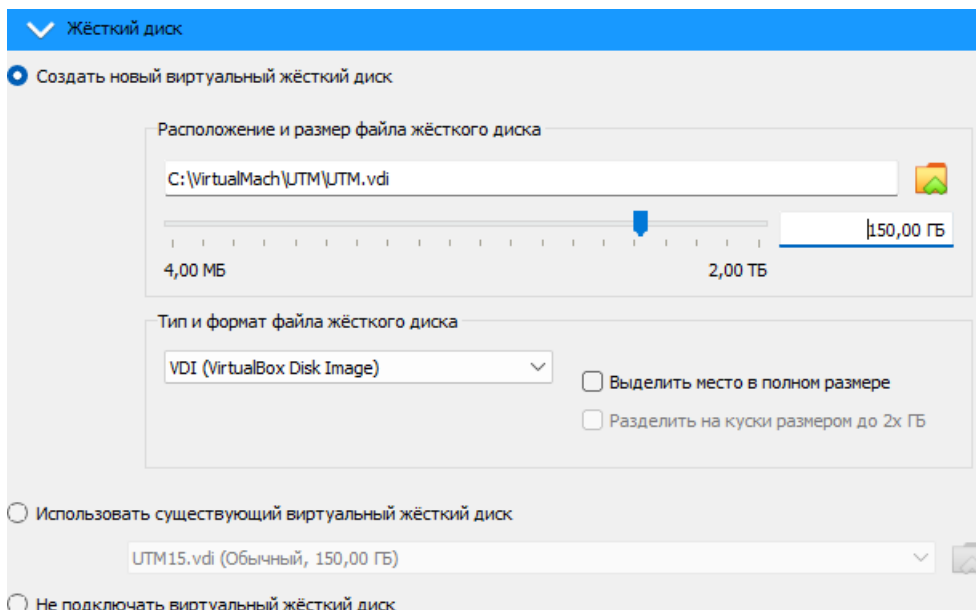 Жёсткий диск
Создать новый виртуальный жёсткий диск
Расположение и размер файла жёсткого диска
C:\VirtualMach\UTM\UTM.vdi
150,00 ГБ
4,00 МБ
2,00 ТБ
Тип и формат файла жёсткого диска
VDI (VirtualBox Disk Image)
Выделить место в полном размере
Разделить на куски размером до 2х ГБ
Использовать существующий виртуальный жёсткий диск
UTM15.vdi (Обычный, 150,00 ГБ)
Не подключать виртуальный жёсткий диск